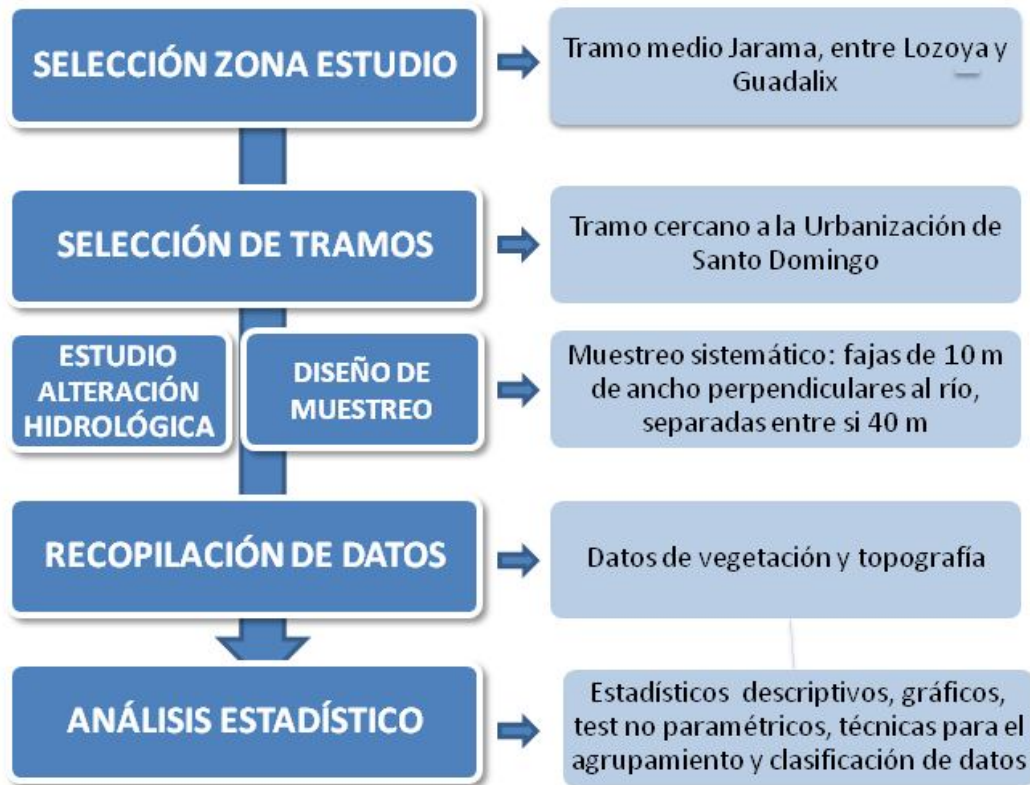 SELECCIÓN ZONA ESTUDIO
Tramo medio Jarama, entre Lozoya y
Guadalix
SELECCIÓN DE TRAMOS
Tramo cercano a la Urbanización de
Santo Domingo
ESTUDIO
ALTERACIÓN
HIDROLÓGICA
DISEÑO DE
MUESTREO
Muestreo sistemático: fajas de 10 m
de ancho perpendiculares al río,
separadas entre si 40 m
RECOPILACIÓN DE DATOS
Datos de vegetación y topografía
ANÁLISIS ESTADÍSTICO
Estadísticos descriptivos, gráficos,
test no paramétricos, técnicas para el
agrupamiento y clasificación de datos